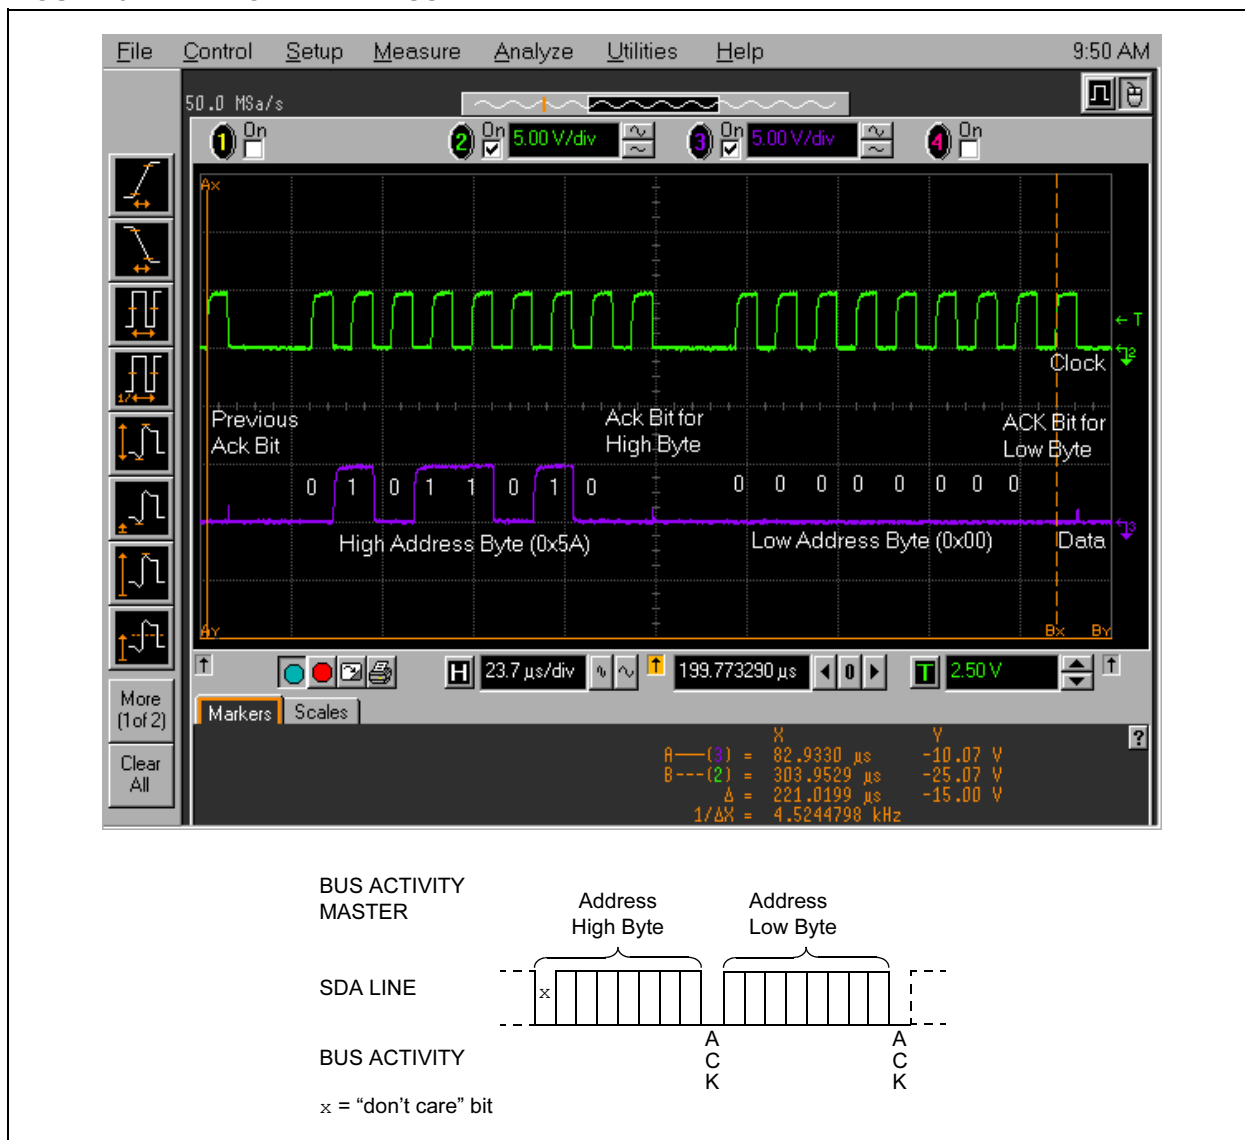 File Control Setup Measure Analyze Utilities Help 9:50 AM
50.0 MSa/s
1 On 2 On 5.00 V/div 3 On 5.00 V/div 4 On
Ax
T
2
Clock
Previous Ack Bit
Ack Bit for High Byte
ACK Bit for Low Byte
0 1 0 1 1 0 1 0
0 0 0 0 0 0 0 0
High Address Byte (0x5A)
Low Address Byte (0x00)
Data
3
Ay
Bx By
H 23.7 µs/div T 199.773290 µs 0 T 2.50 V
More (1 of 2)
Clear All
Markers Scales
?
X Y
A——(3) = 82.9330 µs -10.07 V
B---(2) = 303.9529 µs -25.07 V
Δ = 221.0199 µs -15.00 V
1/ΔX = 4.5244798 kHz
BUS ACTIVITY MASTER
Address High Byte
Address Low Byte
SDA LINE
x
BUS ACTIVITY
ACK
ACK
x = “don’t care” bit